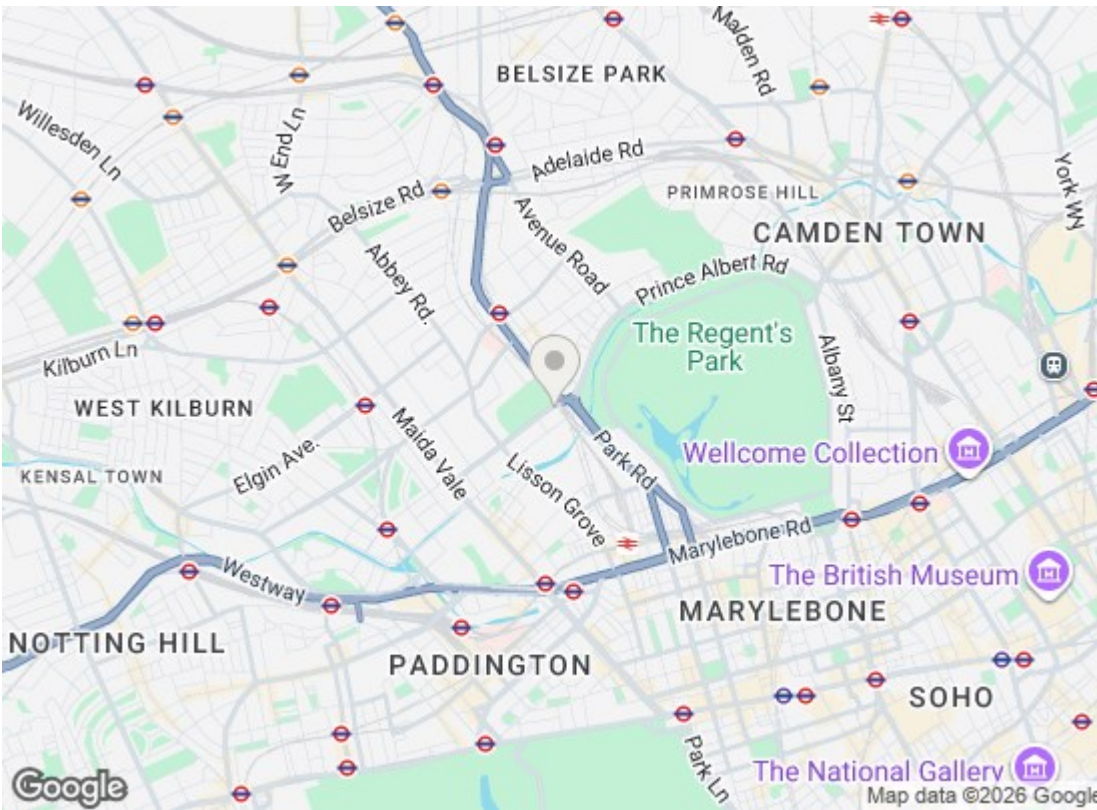 Malden Rd
BELSIZE PARK
Willesden Ln
W End Ln
Adelaide Rd
York Wy
Belsize Rd
PRIMROSE HILL
Avenue Road
CAMDEN TOWN
Abbey Rd.
Prince Albert Rd
The Regent's
Park
Albany St
Kilburn Ln
WEST KILBURN
Maida Vale
Park Rd
Wellcome Collection
Elgin Ave.
KENSAL TOWN
Lisson Grove
Marylebone Rd
Westway
The British Museum
MARYLEBONE
NOTTING HILL
PADDINGTON
SOHO
Park Ln
The National Gallery
Google
Map data ©2026 Google